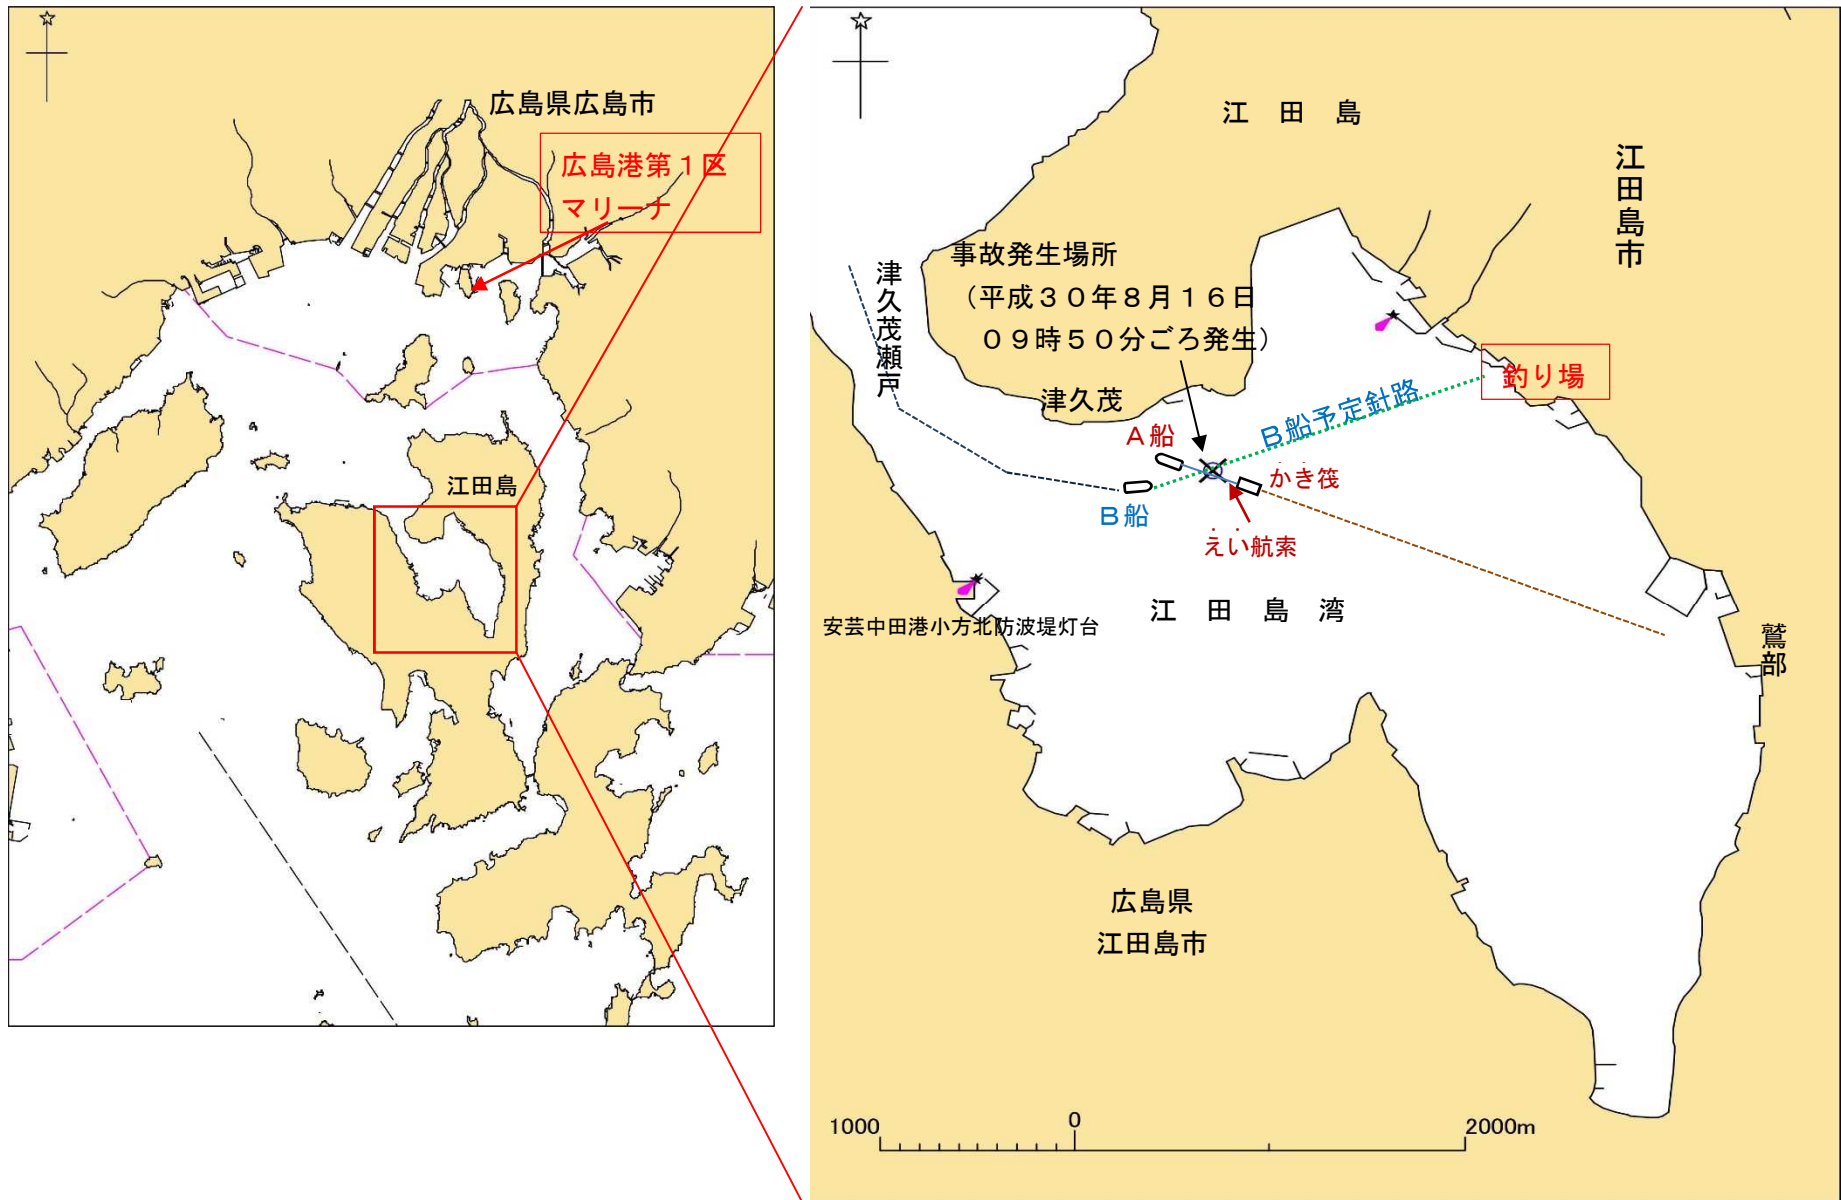 広島県広島市
広島港第１区
マリーナ
江田島
江田島
江田島市
事故発生場所
（平成３０年８月１６日
０９時５０分ごろ発生）
津久茂瀬戸
津久茂
釣り場
Ｂ船予定針路
Ａ船
かき筏
Ｂ船
えい航索
江田島湾
安芸中田港小方北防波堤灯台
鷲部
広島県
江田島市
1000
0
2000m